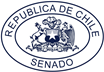 REPUBLICA DE CHILE
SENADO